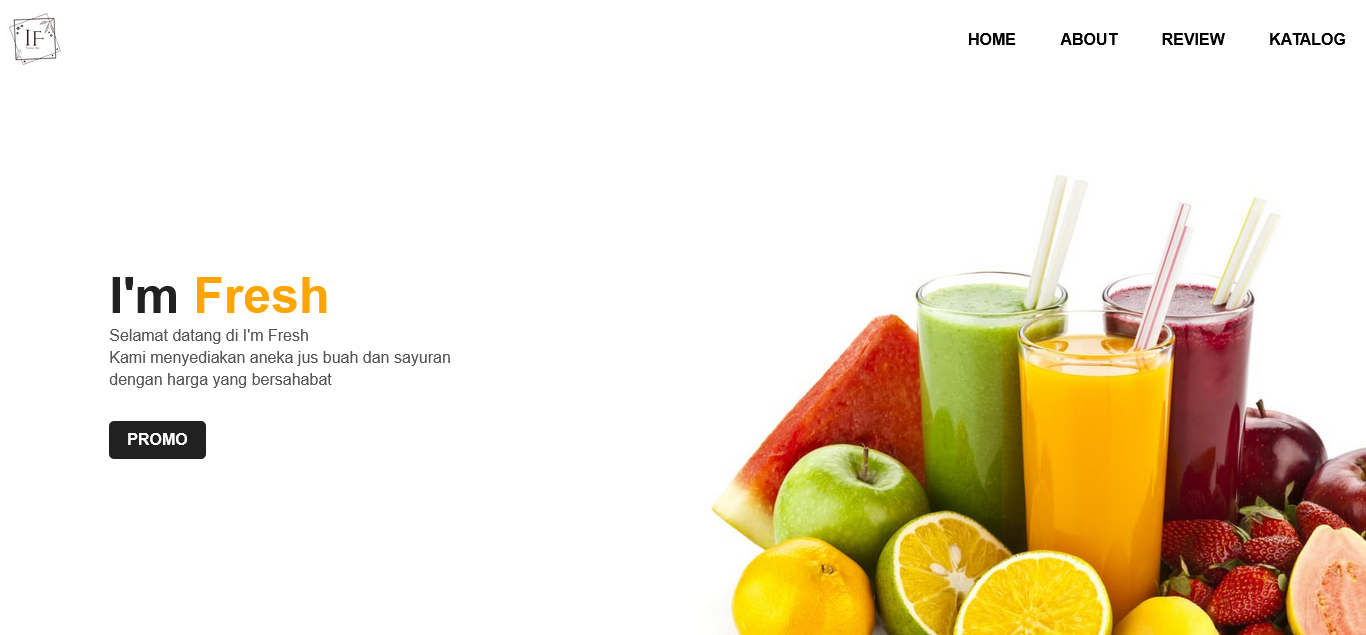 IF
HOME
ABOUT
REVIEW
KATALOG
I'm Fresh
Selamat datang di I'm Fresh
Kami menyediakan aneka jus buah dan sayuran
dengan harga yang bersahabat
PROMO